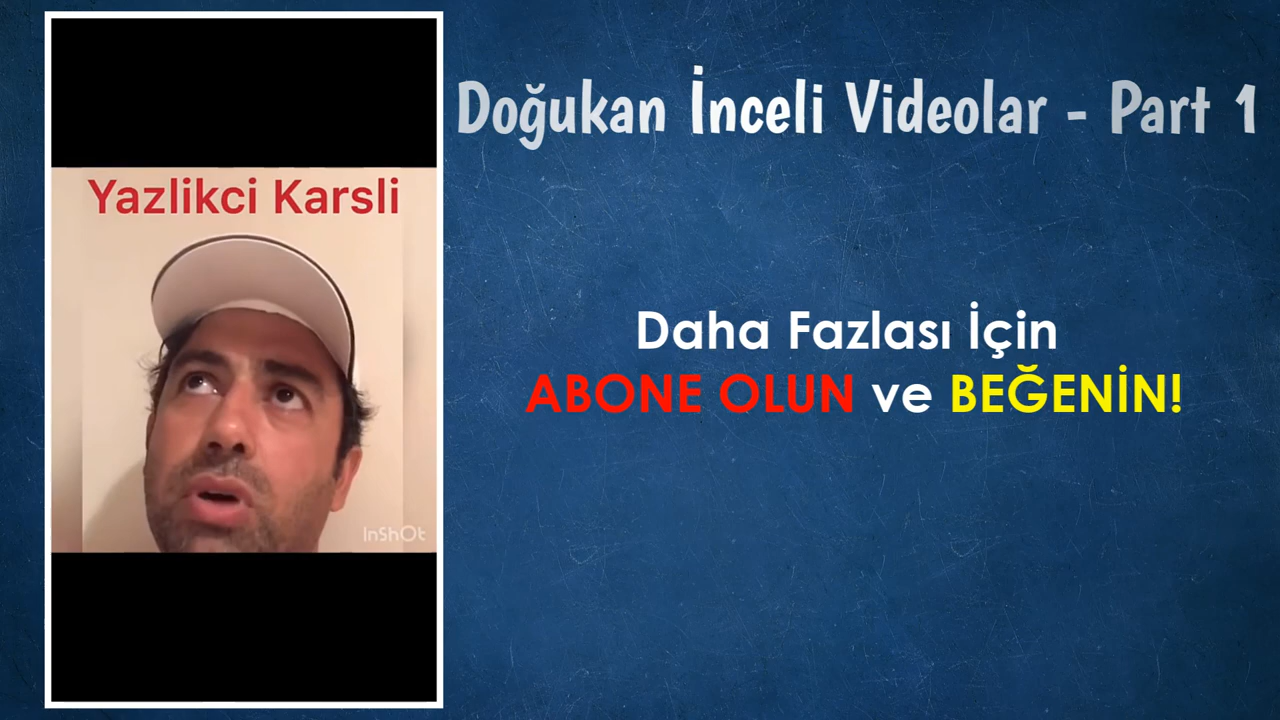 Doğukan İnceli Videolar - Part 1
Yazlikci Karsli
Daha Fazlası İçin
ABONE OLUN ve BEĞENİN!
InShOt